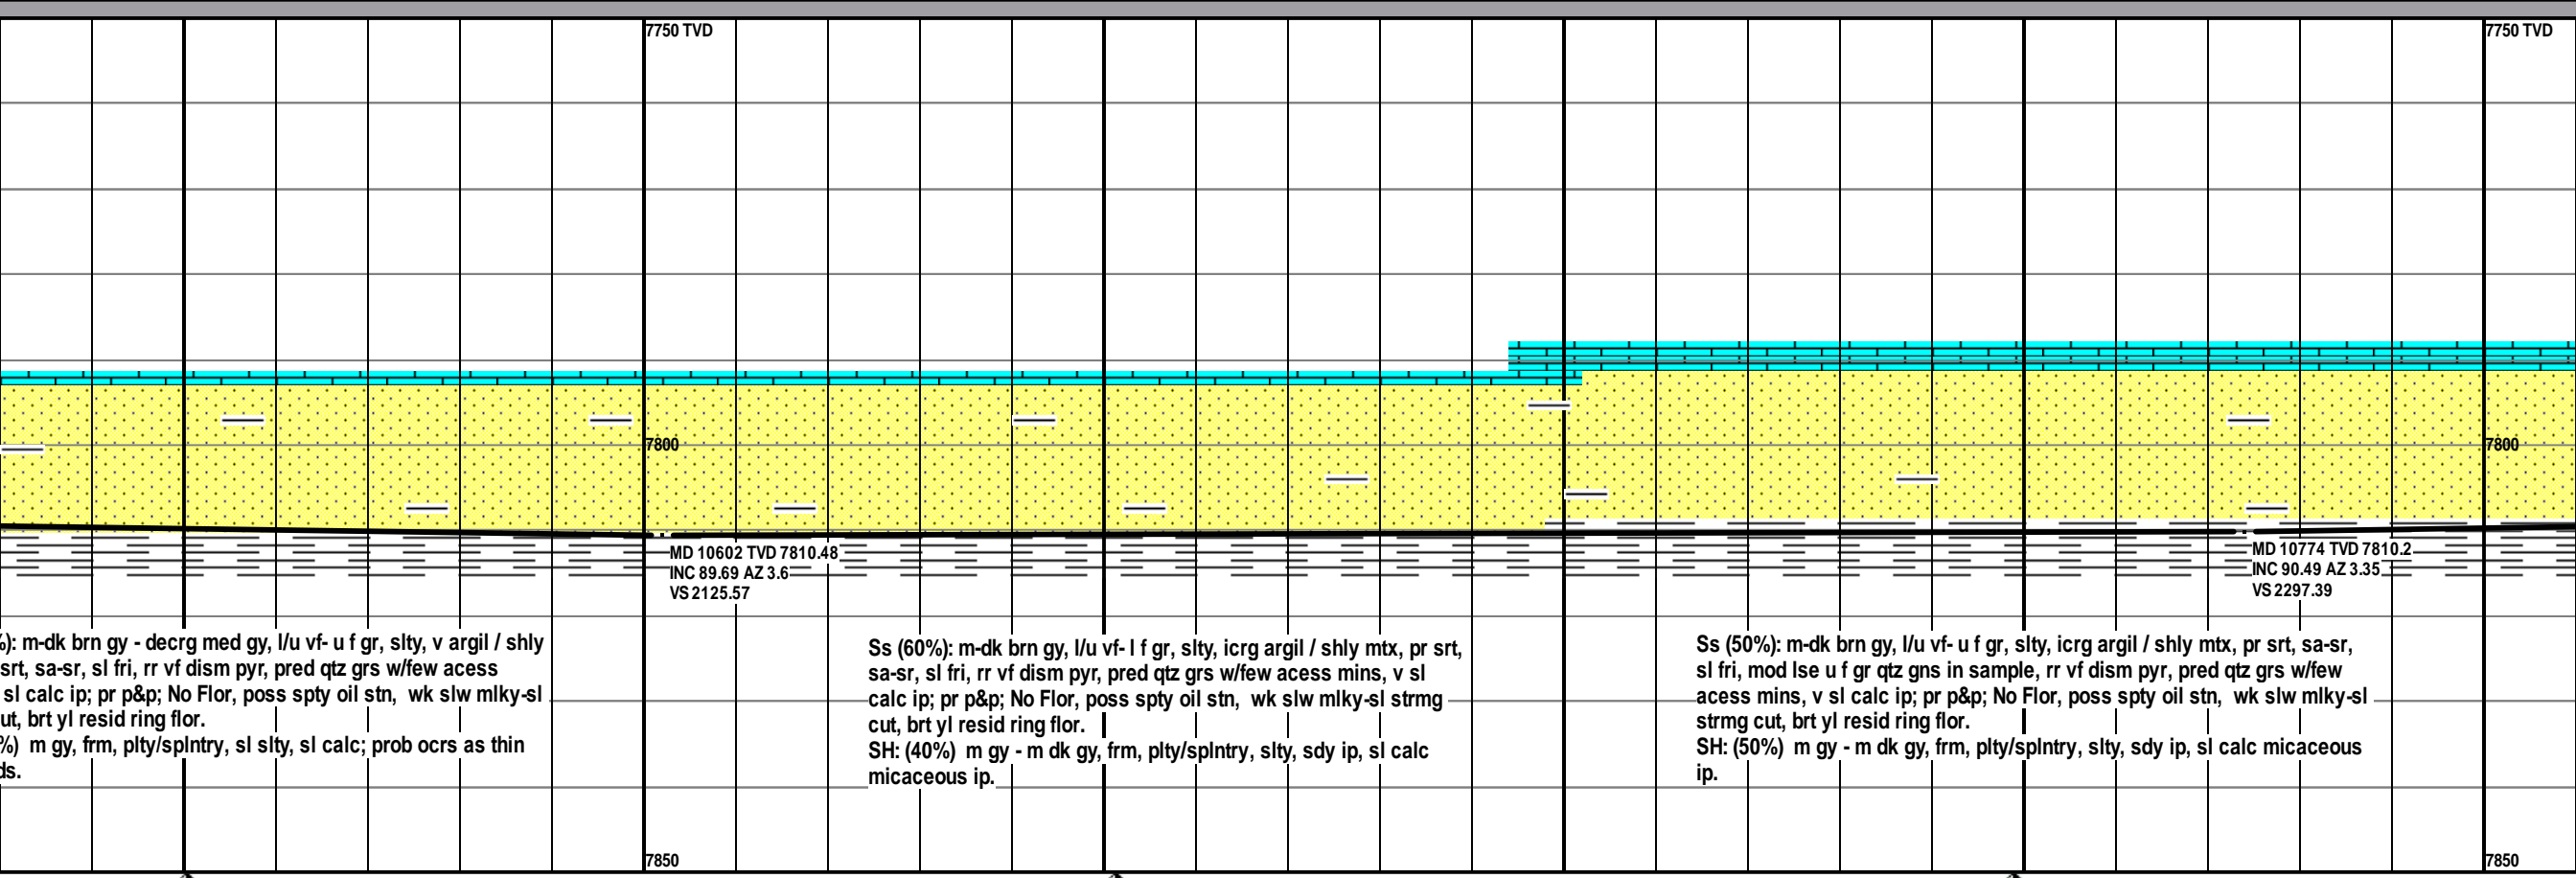 7750 TVD
7750 TVD
7800
7800
MD 10602 TVD 7810.48
INC 89.69 AZ 3.6
VS 2125.57
MD 10774 TVD 7810.2
INC 90.49 AZ 3.35
VS 2297.39
%): m-dk brn gy - decrg med gy, l/u vf- u f gr, slty, v argil / shly
srt, sa-sr, sl fri, rr vf dism pyr, pred qtz grs w/few acess
sl calc ip; pr p&p; No Flor, poss spty oil stn, wk slw mlky-sl
ut, brt yl resid ring flor.
%) m gy, frm, plty/splntry, sl slty, sl calc; prob ocrs as thin
ds.
Ss (60%): m-dk brn gy, l/u vf- l f gr, slty, icrg argil / shly mtx, pr srt,
sa-sr, sl fri, rr vf dism pyr, pred qtz grs w/few acess mins, v sl
calc ip; pr p&p; No Flor, poss spty oil stn, wk slw mlky-sl strmg
cut, brt yl resid ring flor.
SH: (40%) m gy - m dk gy, frm, plty/splntry, slty, sdy ip, sl calc
micaceous ip.
Ss (50%): m-dk brn gy, l/u vf- u f gr, slty, icrg argil / shly mtx, pr srt, sa-sr,
sl fri, mod lse u f gr qtz gns in sample, rr vf dism pyr, pred qtz grs w/few
acess mins, v sl calc ip; pr p&p; No Flor, poss spty oil stn, wk slw mlky-sl
strmg cut, brt yl resid ring flor.
SH: (50%) m gy - m dk gy, frm, plty/splntry, slty, sdy ip, sl calc micaceous
ip.
7850
7850